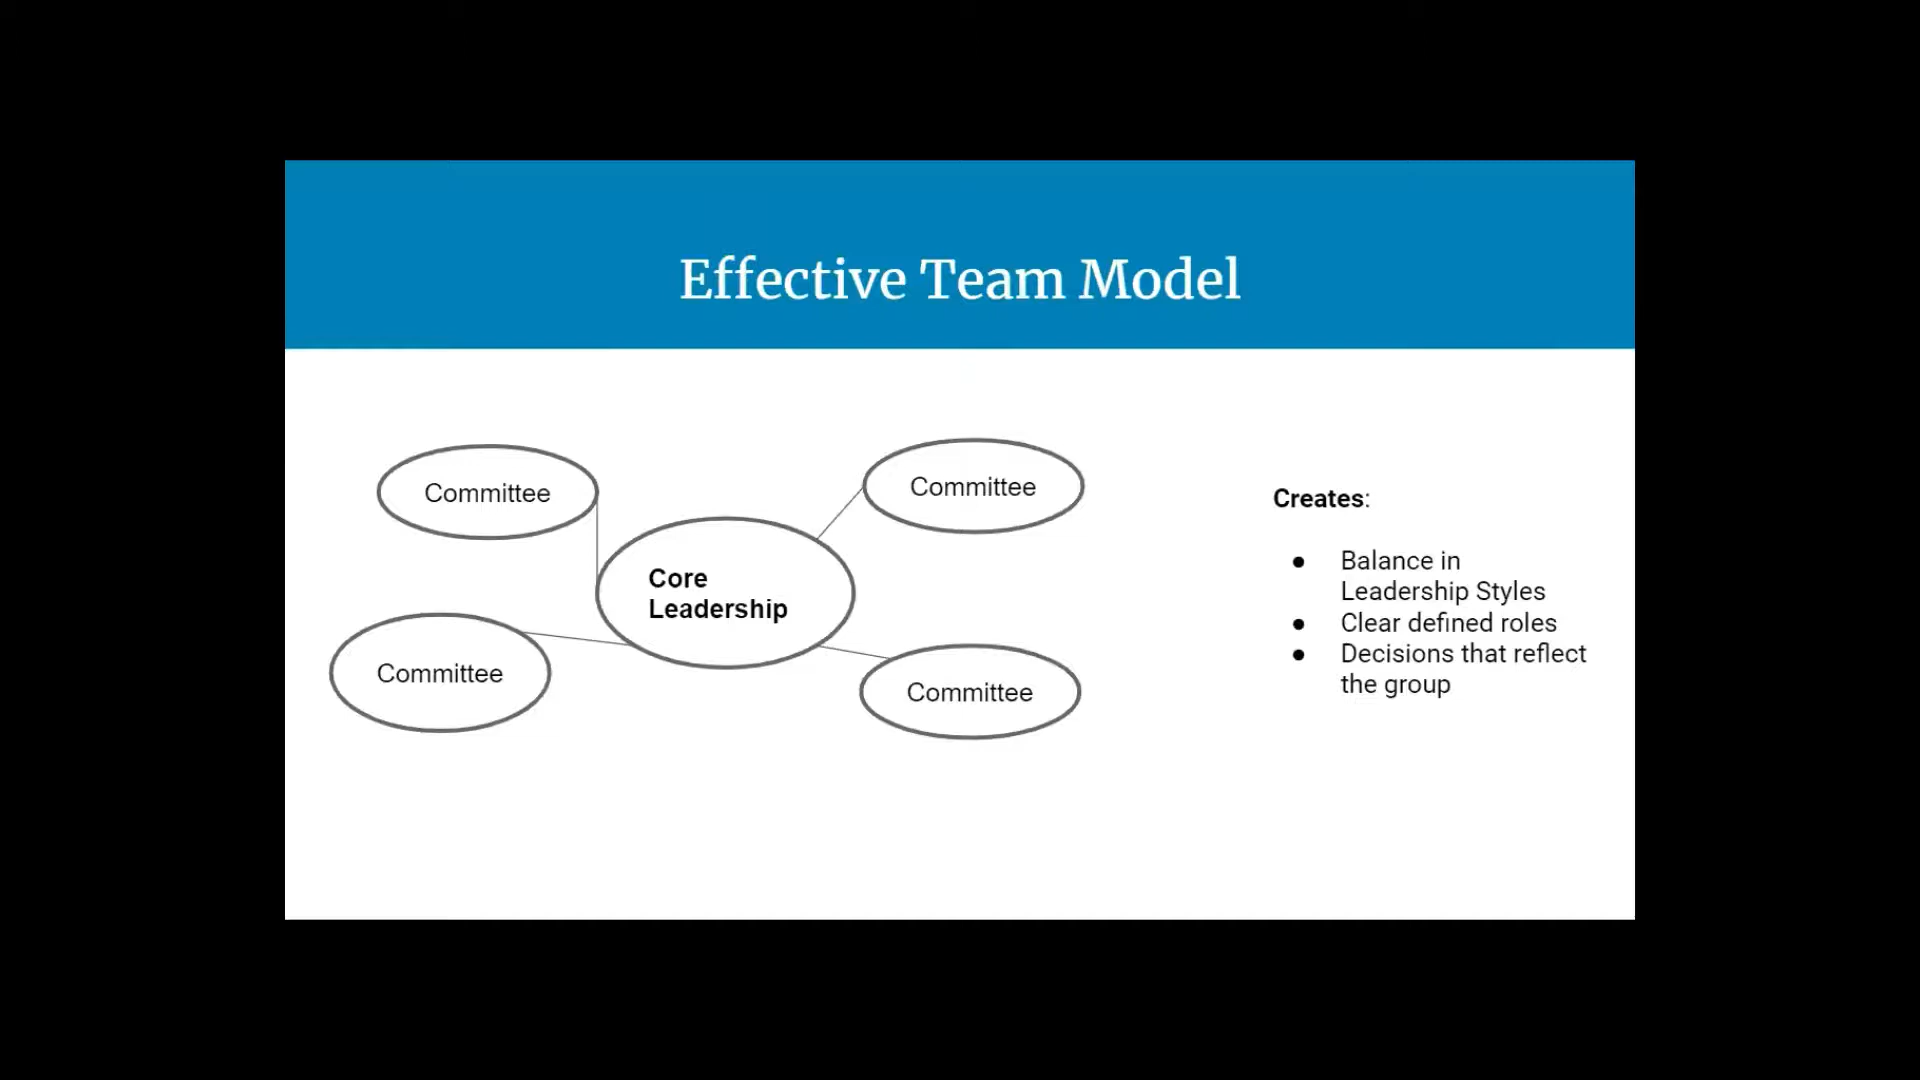 Effective Team Model
Committee
Committee
Core
Leadership
Committee
Committee
Creates:
● Balance in
Leadership Styles
● Clear defined roles
● Decisions that reflect
the group